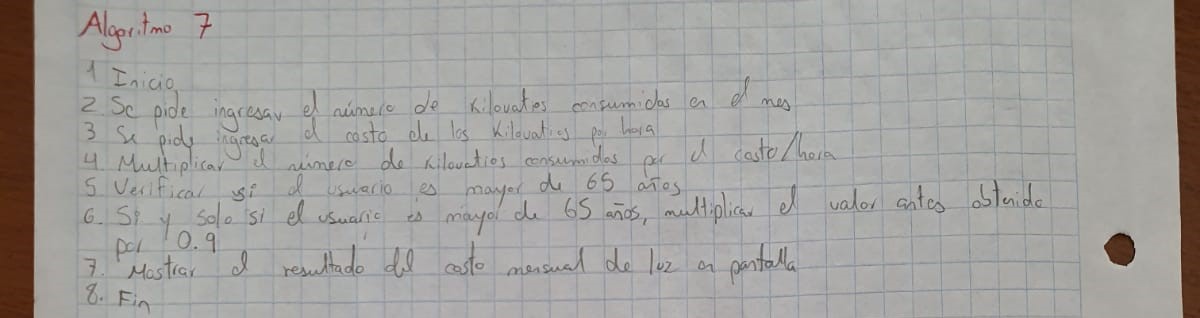 Algoritmo 7
1 Inicio
2. Se pide ingresar el número de Kilovatios consumidos en el mes
3 Se pide ingresar el costo de los Kilovatios por hora
4. Multiplicar el número de Kilovatios consumidos por el costo/hora
5 Verificar si el usuario es mayor de 65 años
6. Si y solo si el usuario es mayor de 65 años, multiplicar el valor antes obtenido
por 0.9
7. Mostrar el resultado del costo mensual de luz en pantalla
8. Fin